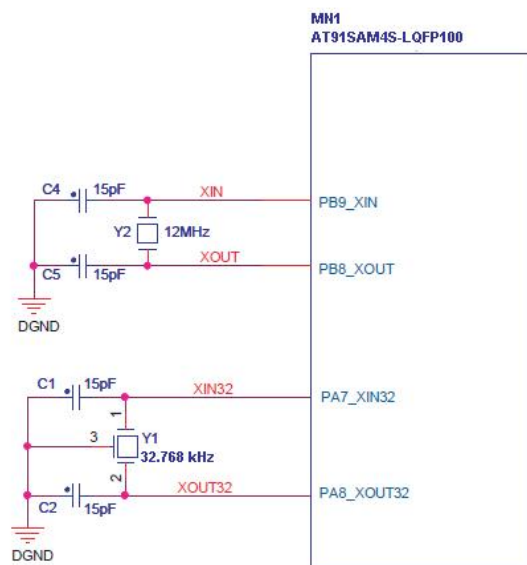 MN1
AT91SAM4S-LQFP100
C4 15pF XIN PB9_XIN
Y2 12MHz
C5 15pF XOUT PB8_XOUT
DGND
C1 15pF XIN32 PA7_XIN32
1
3 Y1
32.768 kHz
2
C2 15pF XOUT32 PA8_XOUT32
DGND